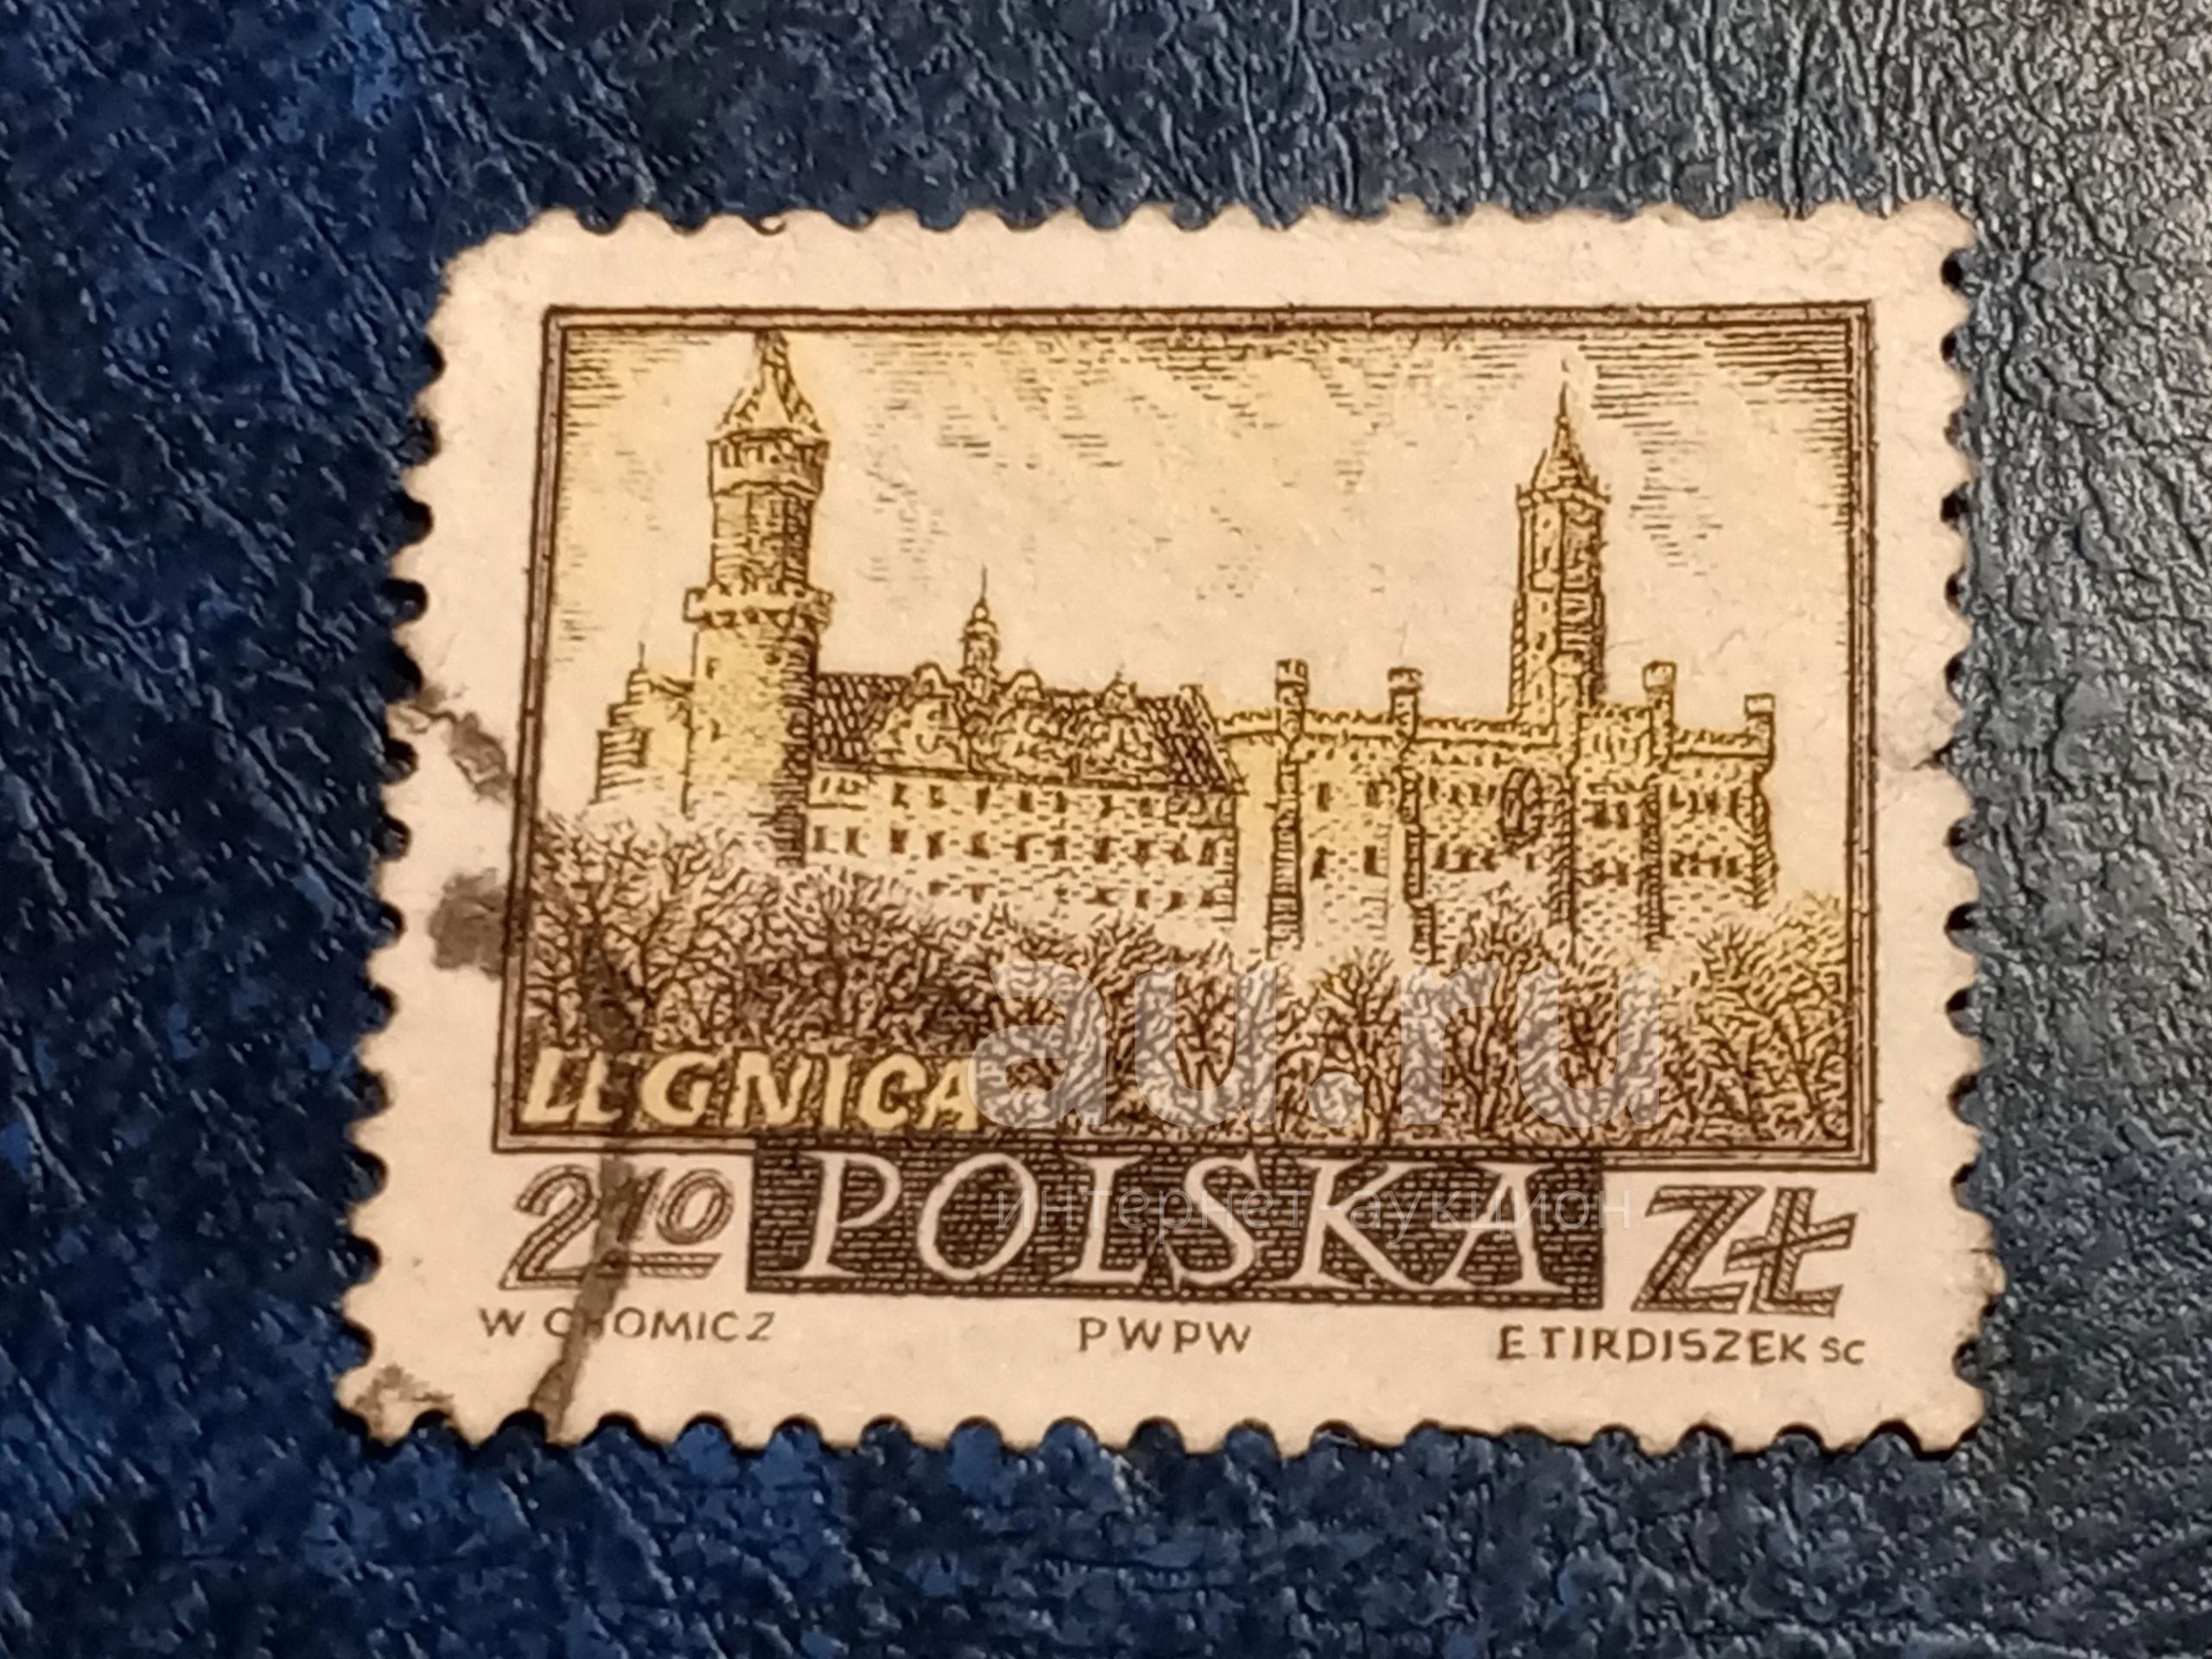 LEGNICA
au.ru
2,10 POLSKA ZŁ
интернет-аукцион
W. CHOMICZ PWPW E. TIRDISZEK SC